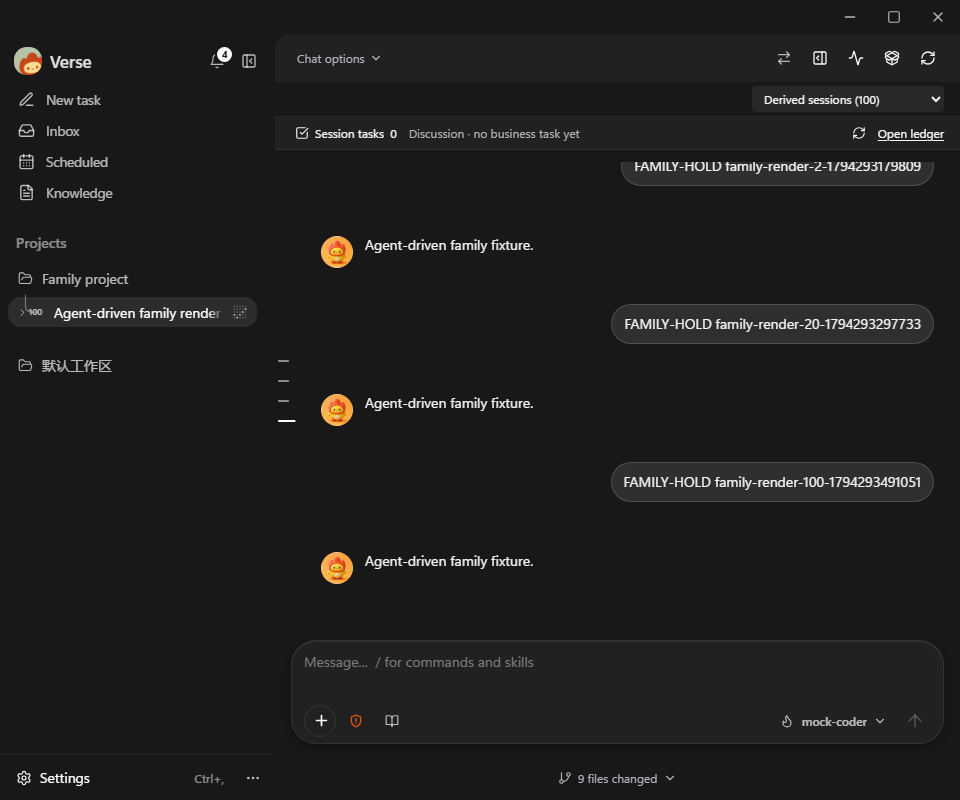 Verse
4
New task
Inbox
Scheduled
Knowledge
Projects
Family project
100 Agent-driven family render
默认工作区
Settings Ctrl+,
Chat options
Derived sessions (100)
Session tasks 0 Discussion · no business task yet Open ledger
FAMILY-HOLD family-render-2-1794293179809
Agent-driven family fixture.
FAMILY-HOLD family-render-20-1794293297733
Agent-driven family fixture.
FAMILY-HOLD family-render-100-1794293491051
Agent-driven family fixture.
Message... / for commands and skills
mock-coder
9 files changed